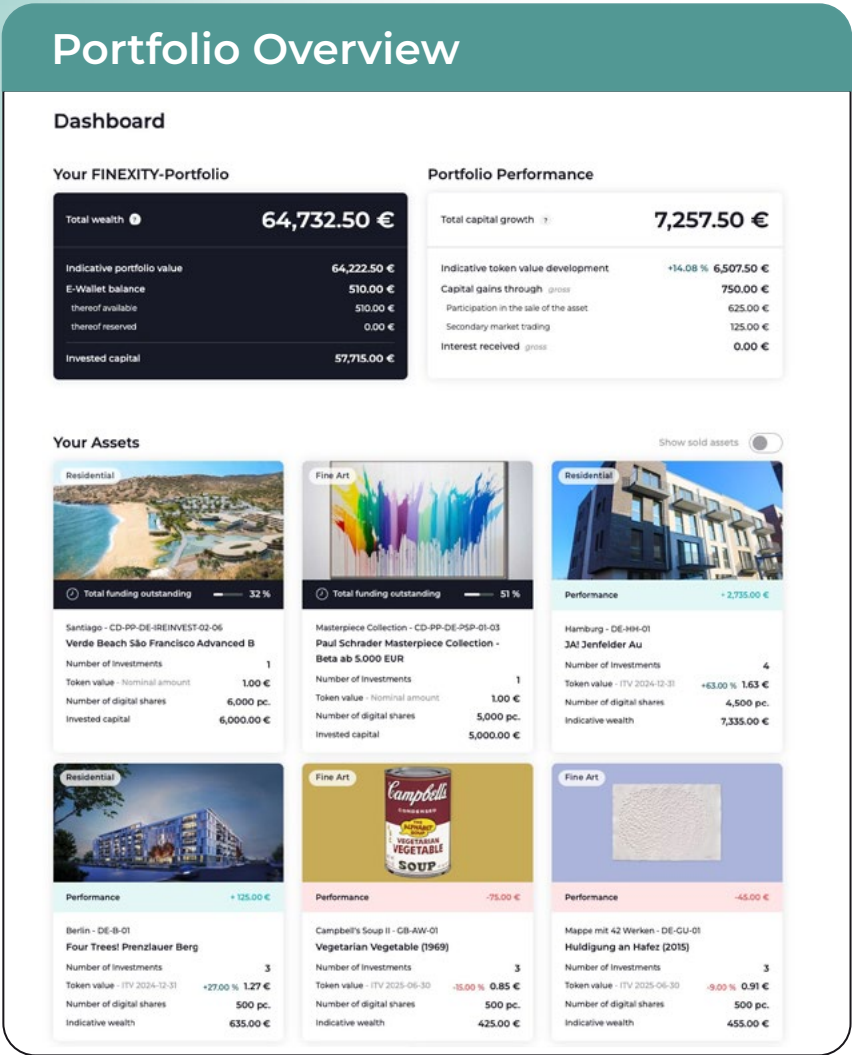 Portfolio Overview
Dashboard
Your FINEXITY-Portfolio
Total wealth ? 64,732.50 €
Indicative portfolio value 64,222.50 €
E-Wallet balance 510.00 €
thereof available 510.00 €
thereof reserved 0.00 €
Invested capital 57,715.00 €
Portfolio Performance
Total capital growth ? 7,257.50 €
Indicative token value development +14.08 % 6,507.50 €
Capital gains through gross 750.00 €
Participation in the sale of the asset 625.00 €
Secondary market trading 125.00 €
Interest received gross 0.00 €
Your Assets
Show sold assets
Residential
Total funding outstanding 32 %
Santiago - CD-PP-DE-IREINVEST-02-06
Verde Beach São Francisco Advanced B
Number of Investments 1
Token value - Nominal amount 1.00 €
Number of digital shares 6,000 pc.
Invested capital 6,000.00 €
Fine Art
Total funding outstanding 51 %
Masterpiece Collection - CD-PP-DE-PSP-01-03
Paul Schrader Masterpiece Collection -
Beta ab 5.000 EUR
Number of Investments 1
Token value - Nominal amount 1.00 €
Number of digital shares 5,000 pc.
Invested capital 5,000.00 €
Residential
Performance + 2,735.00 €
Hamburg - DE-HH-01
JA! Jenfelder Au
Number of Investments 4
Token value - ITV 2024-12-31 +63.00 % 1.63 €
Number of digital shares 4,500 pc.
Indicative wealth 7,335.00 €
Residential
Performance + 125.00 €
Berlin - DE-B-01
Four Trees! Prenzlauer Berg
Number of Investments 3
Token value - ITV 2024-12-31 +27.00 % 1.27 €
Number of digital shares 500 pc.
Indicative wealth 635.00 €
Fine Art
Campbell's
CONDENSED
VEGETARIAN
VEGETABLE
SOUP
Performance -75.00 €
Campbell's Soup II - GB-AW-01
Vegetarian Vegetable (1969)
Number of Investments 3
Token value - ITV 2025-06-30 -15.00 % 0.85 €
Number of digital shares 500 pc.
Indicative wealth 425.00 €
Fine Art
Performance -45.00 €
Mappe mit 42 Werken - DE-GU-01
Huldigung an Hafez (2015)
Number of Investments 3
Token value - ITV 2025-06-30 -9.00 % 0.91 €
Number of digital shares 500 pc.
Indicative wealth 455.00 €